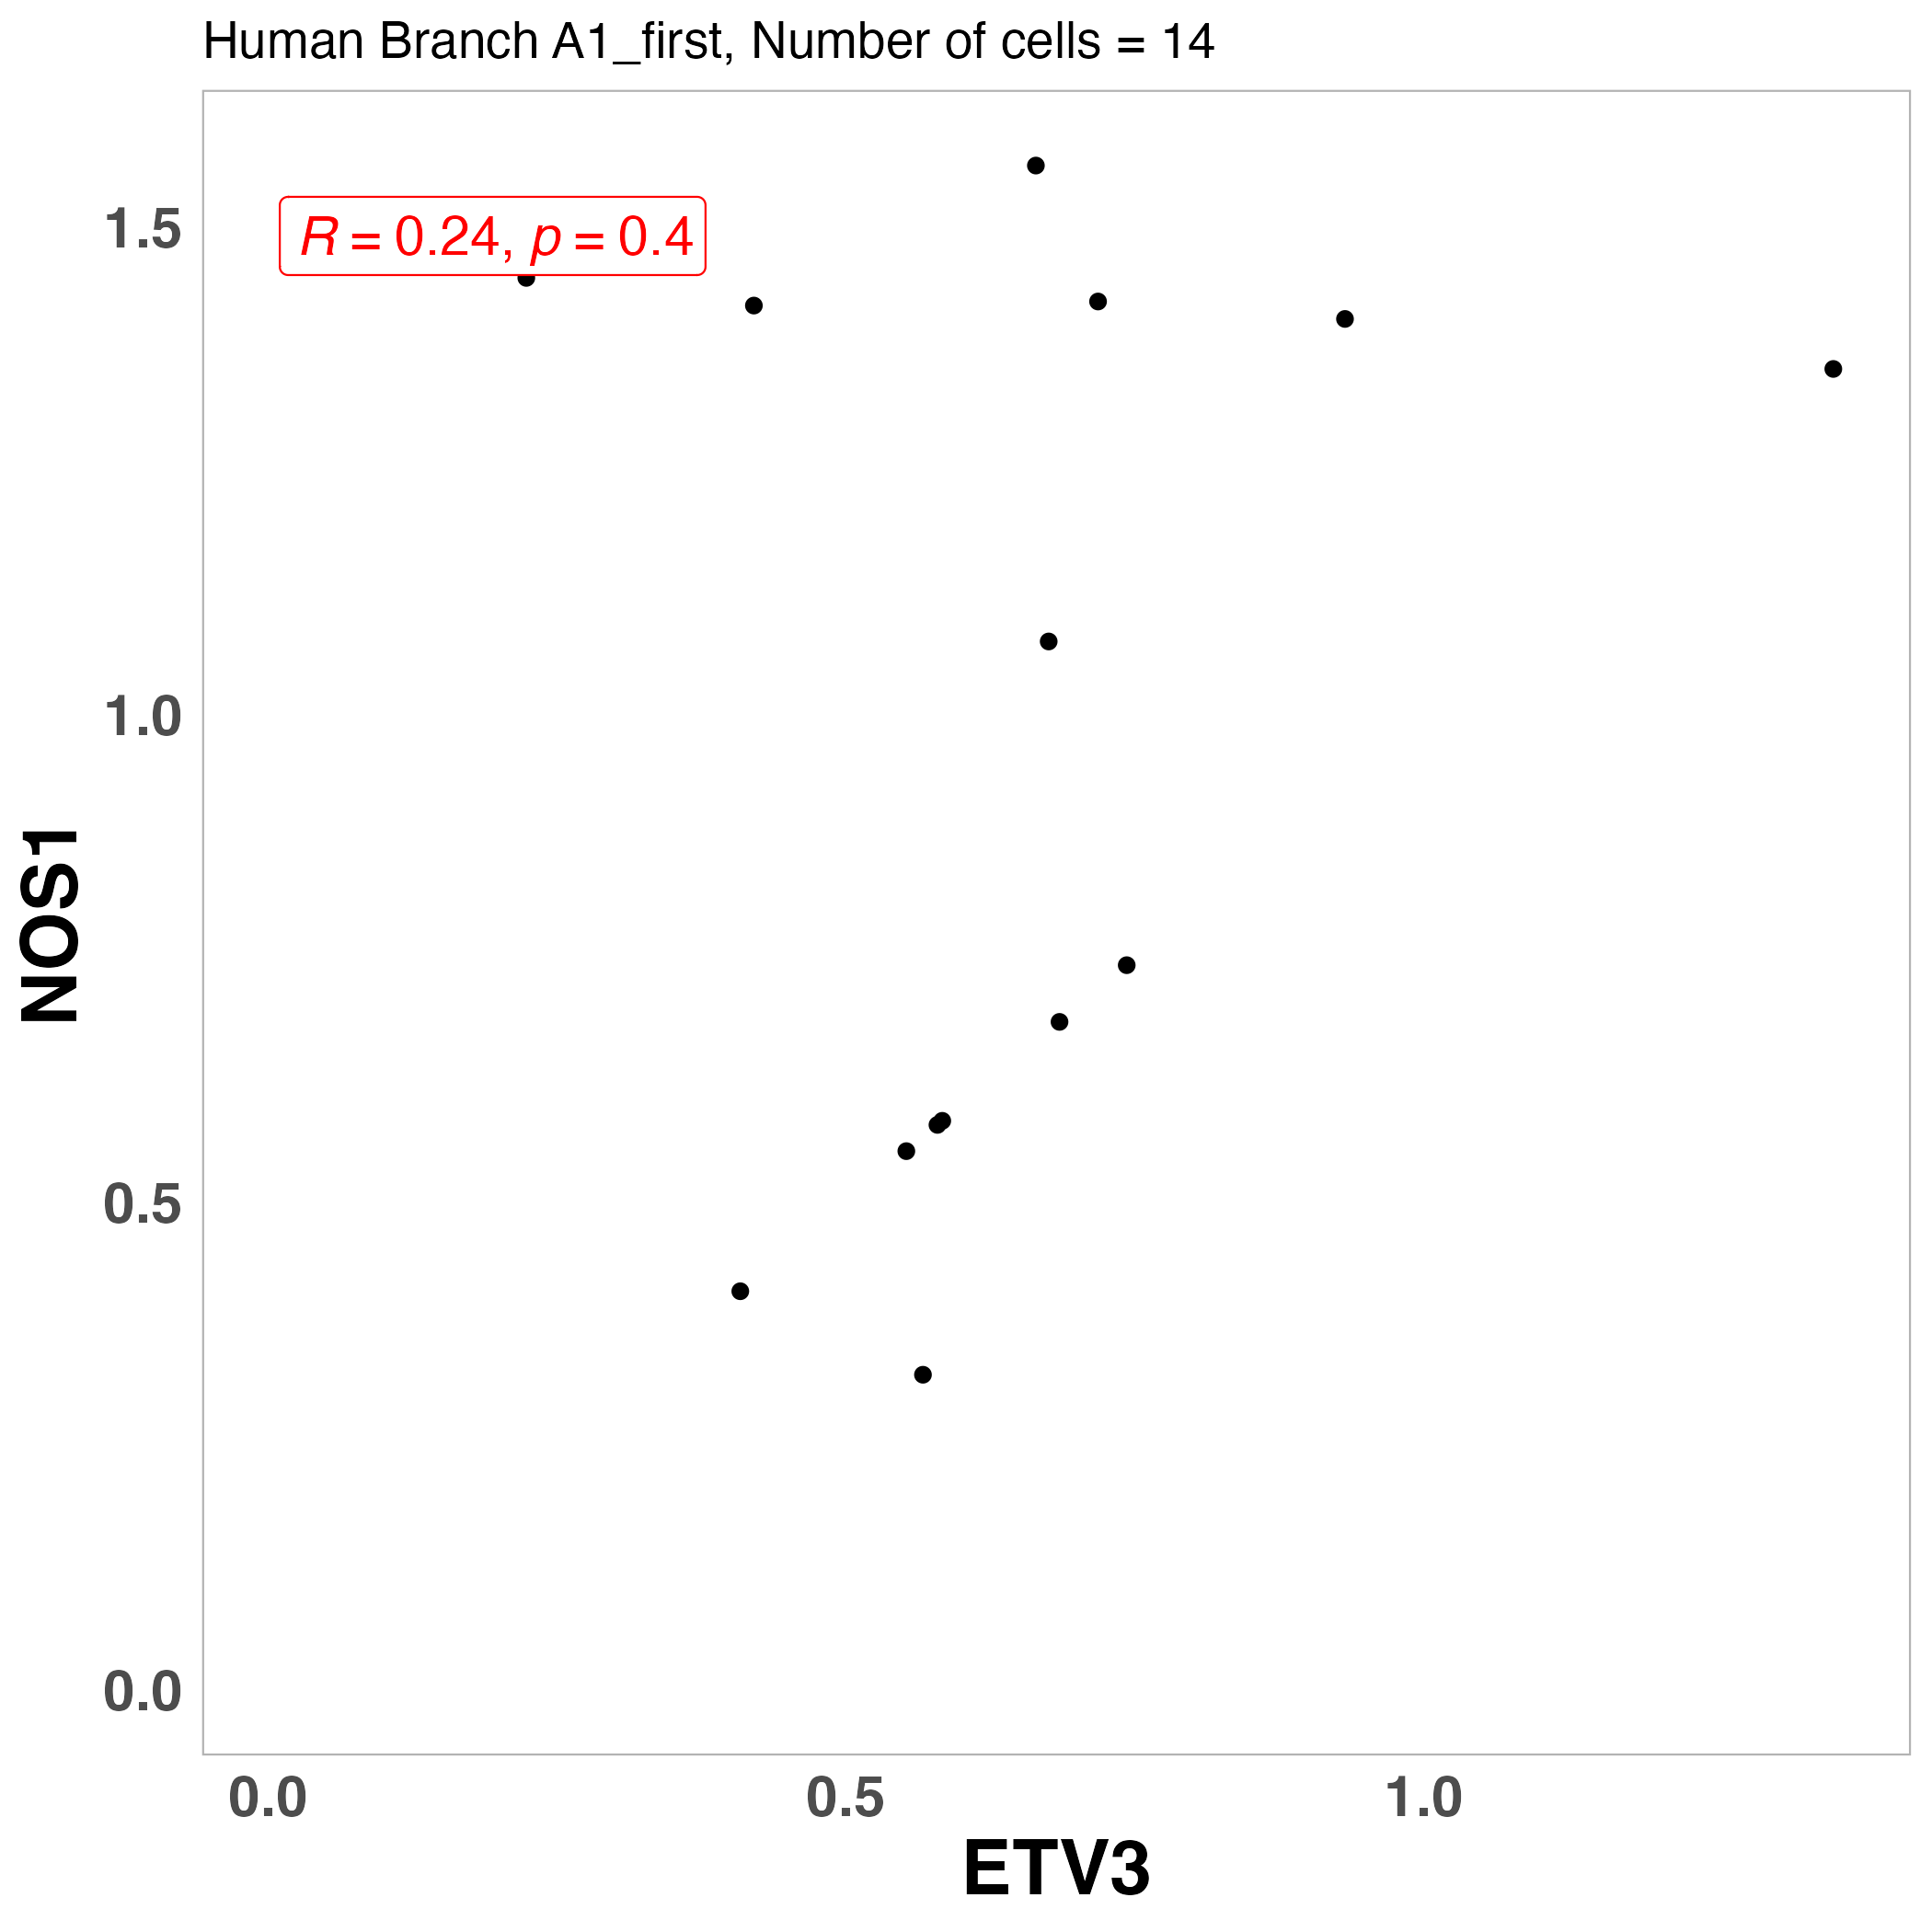 Human Branch A1_first, Number of cells = 14
R = 0.24, p = 0.4
1.5
1.0
0.5
0.0
NOS1
0.0 0.5 1.0
ETV3